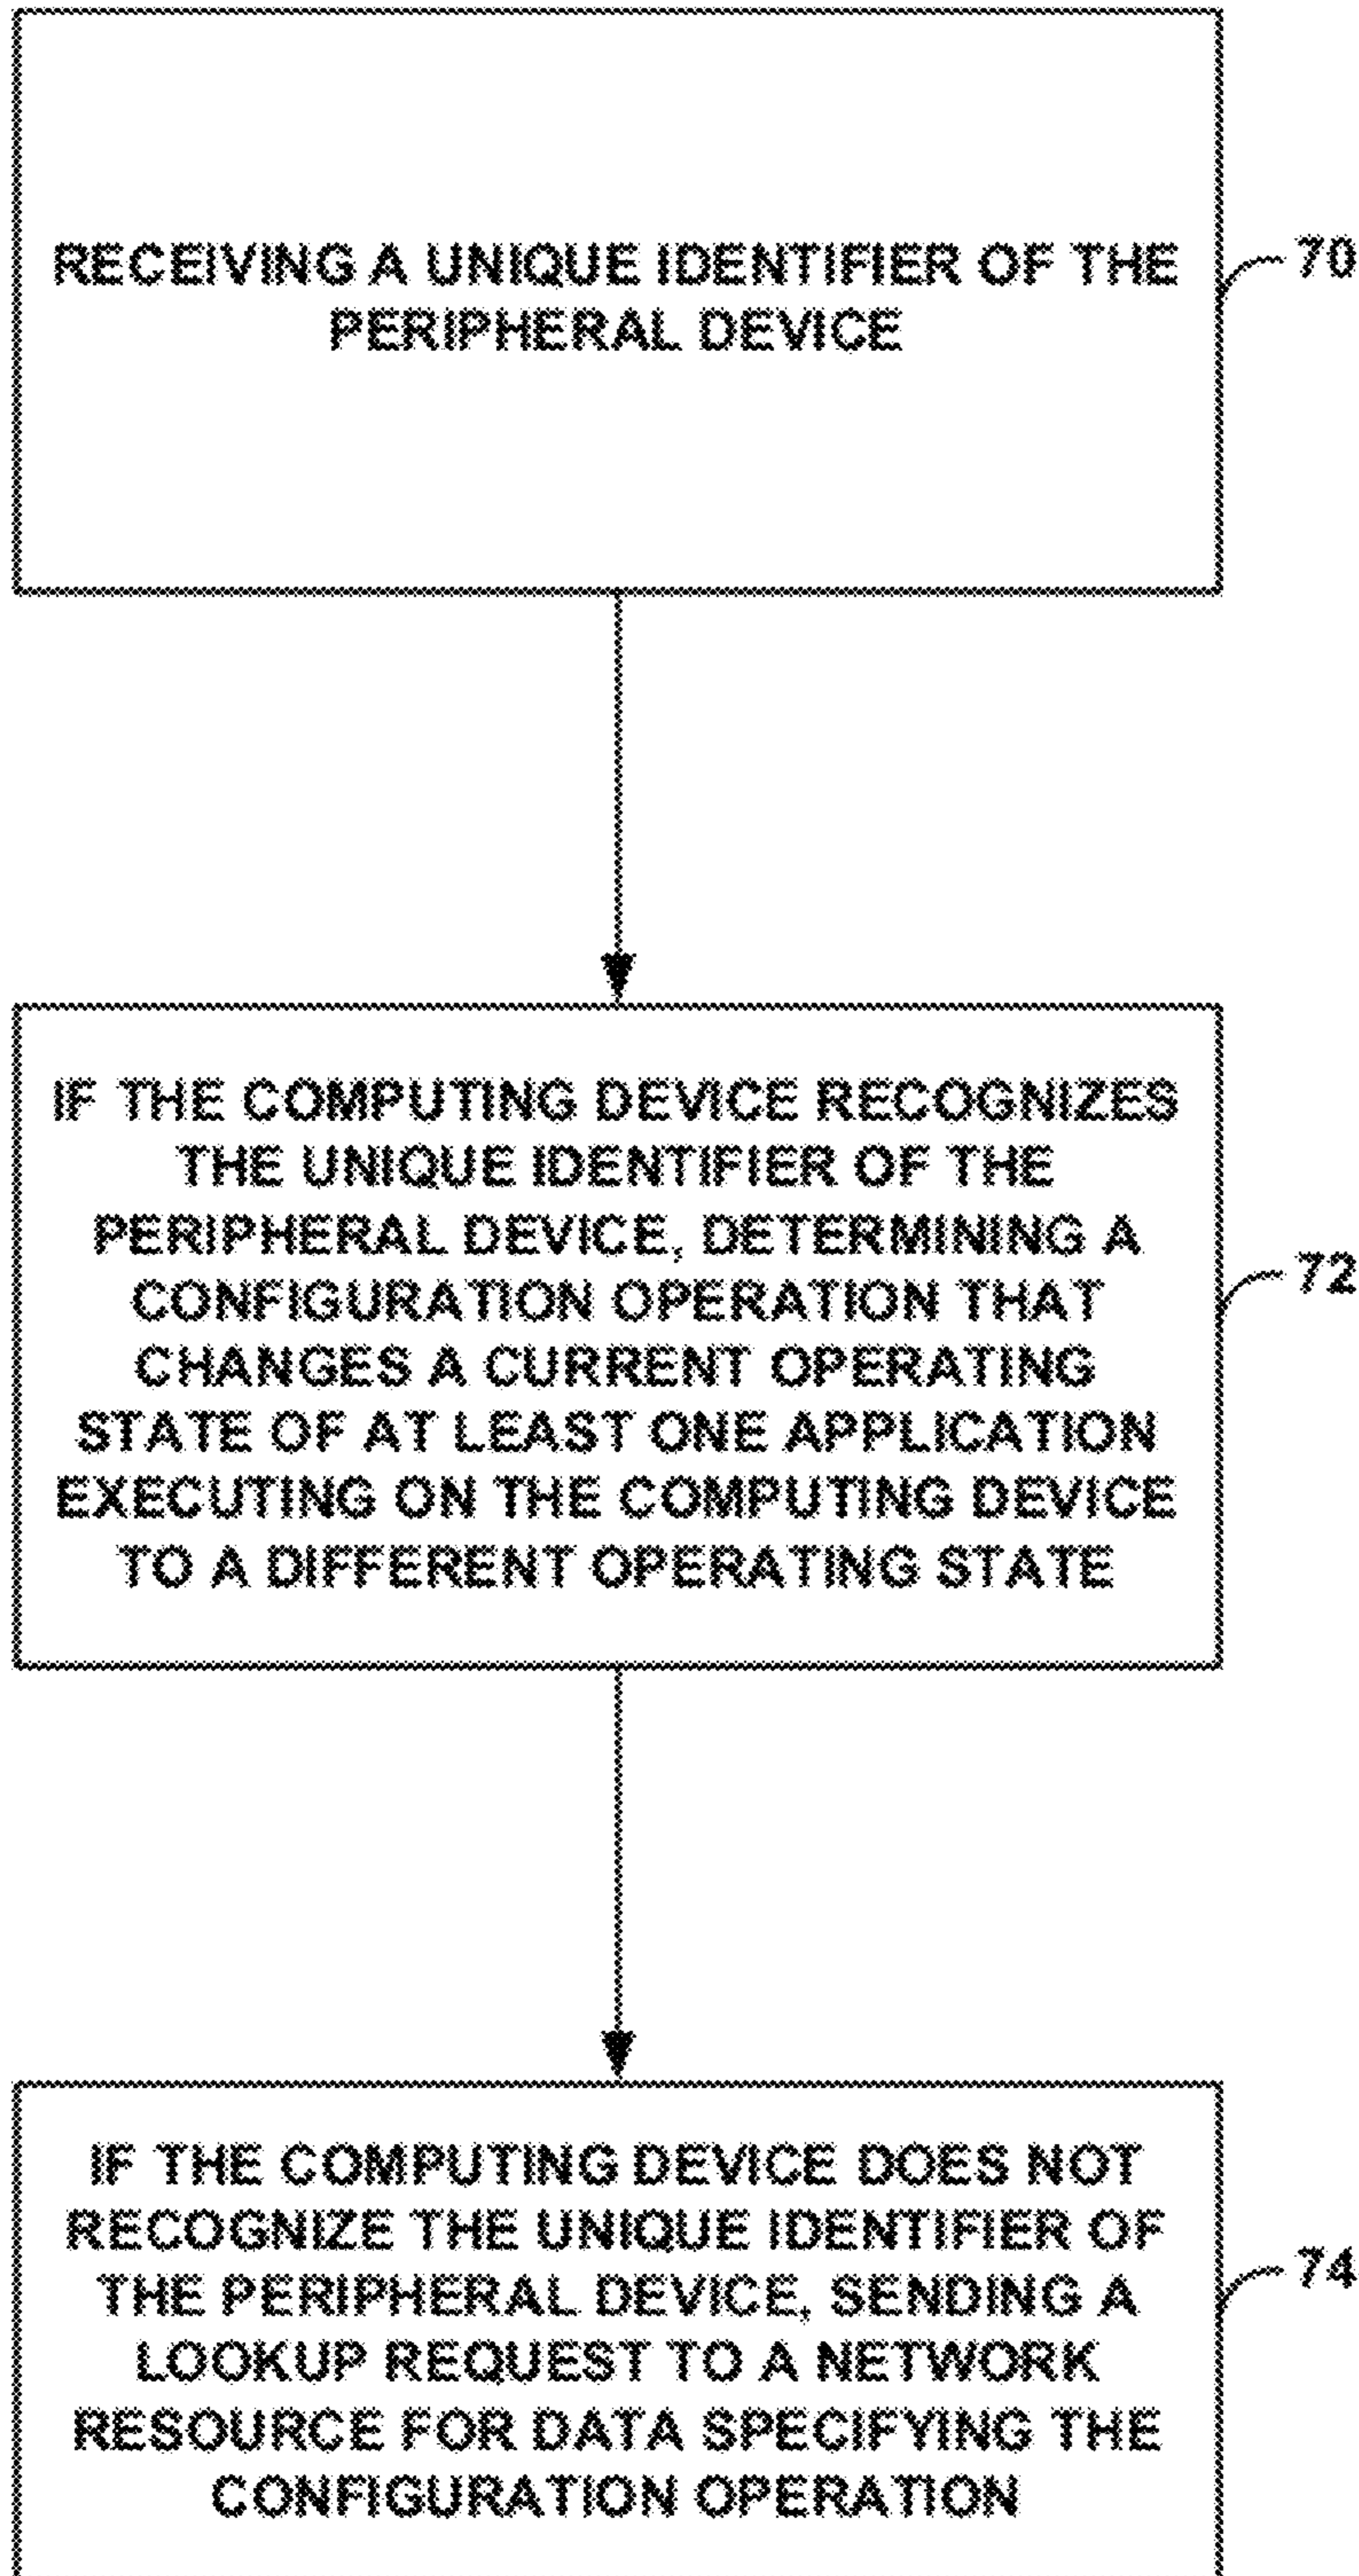 RECEIVING A UNIQUE IDENTIFIER OF THE
PERIPHERAL DEVICE
70
IF THE COMPUTING DEVICE RECOGNIZES
THE UNIQUE IDENTIFIER OF THE
PERIPHERAL DEVICE, DETERMINING A
CONFIGURATION OPERATION THAT
CHANGES A CURRENT OPERATING
STATE OF AT LEAST ONE APPLICATION
EXECUTING ON THE COMPUTING DEVICE
TO A DIFFERENT OPERATING STATE
72
IF THE COMPUTING DEVICE DOES NOT
RECOGNIZE THE UNIQUE IDENTIFIER OF
THE PERIPHERAL DEVICE, SENDING A
LOOKUP REQUEST TO A NETWORK
RESOURCE FOR DATA SPECIFYING THE
CONFIGURATION OPERATION
74